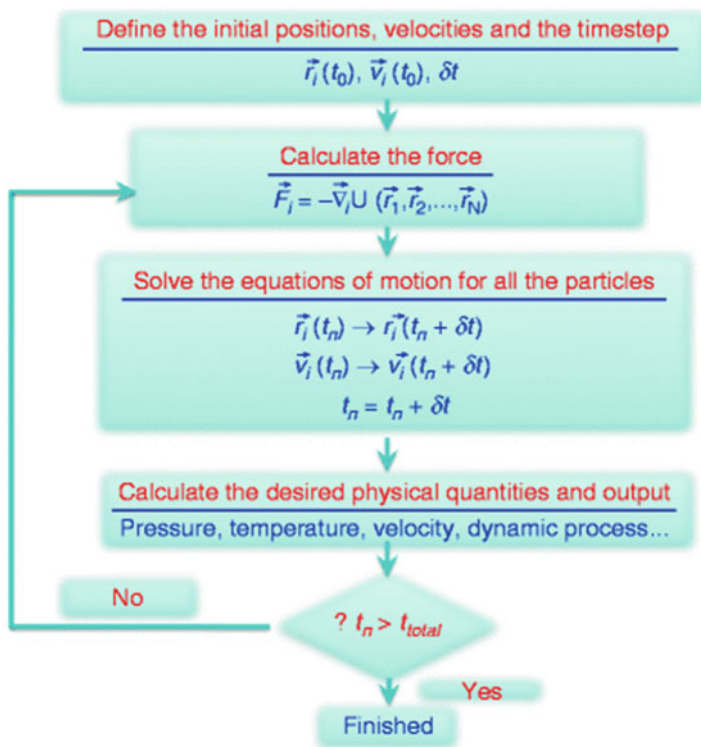 Define the initial positions, velocities and the timestep
r⃗ᵢ(t₀), v⃗ᵢ(t₀), δt
Calculate the force
F⃗ᵢ = −∇⃗ᵢU (r⃗₁,r⃗₂,...,r⃗N)
Solve the equations of motion for all the particles
r⃗ᵢ(tₙ) → r⃗ᵢ(tₙ + δt)
v⃗ᵢ(tₙ) → v⃗ᵢ(tₙ + δt)
tₙ = tₙ + δt
Calculate the desired physical quantities and output
Pressure, temperature, velocity, dynamic process...
No
? tₙ > t_total
Yes
Finished